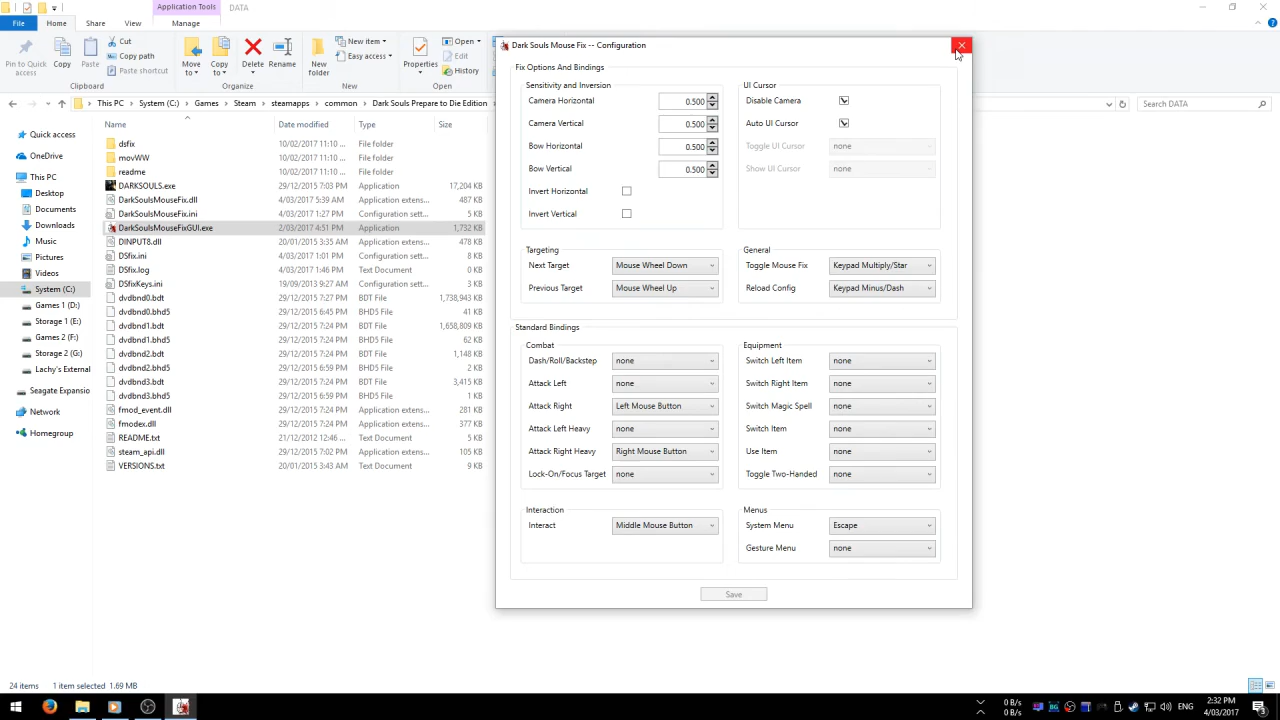 Application Tools DATA
File Home Share View Manage
Pin to Quick access
Copy
Paste
Cut
Copy path
Paste shortcut
Clipboard
Move to
Copy to
Delete
Rename
Organize
New folder
New item
Easy access
New
Properties
Open
Edit
History
Open
This PC System (C:) Games Steam steamapps common Dark Souls Prepare to Die Edition
Search DATA
Quick access
OneDrive
This PC
Desktop
Documents
Downloads
Music
Pictures
Videos
System (C:)
Games 1 (D:)
Storage 1 (E:)
Games 2 (F:)
Storage 2 (G:)
Lachy's External
Seagate Expansio
Network
Homegroup
Name Date modified Type Size
dsfix 10/02/2017 11:10 ... File folder
movWW 10/02/2017 11:10 ... File folder
readme 10/02/2017 11:10 ... File folder
DARKSOULS.exe 29/12/2015 7:03 PM Application 17,204 KB
DarkSoulsMouseFix.dll 4/03/2017 5:39 AM Application extens... 487 KB
DarkSoulsMouseFix.ini 4/03/2017 1:27 PM Configuration sett... 5 KB
DarkSoulsMouseFixGUI.exe 2/03/2017 4:51 PM Application 1,732 KB
DINPUT8.dll 20/01/2015 3:35 AM Application extens... 478 KB
DSfix.ini 4/03/2017 1:01 PM Configuration sett... 8 KB
DSfix.log 4/03/2017 1:46 PM Text Document 0 KB
DSfixKeys.ini 19/09/2013 9:27 AM Configuration sett... 3 KB
dvdbnd0.bdt 29/12/2015 7:27 PM BDT File 1,738,943 KB
dvdbnd0.bhd5 29/12/2015 6:45 PM BHD5 File 41 KB
dvdbnd1.bdt 29/12/2015 7:24 PM BDT File 1,658,809 KB
dvdbnd1.bhd5 29/12/2015 7:24 PM BHD5 File 62 KB
dvdbnd2.bdt 29/12/2015 7:24 PM BDT File 1,148 KB
dvdbnd2.bhd5 29/12/2015 6:59 PM BHD5 File 1 KB
dvdbnd3.bdt 29/12/2015 7:24 PM BDT File 3,415 KB
dvdbnd3.bhd5 29/12/2015 6:59 PM BHD5 File 1 KB
fmod_event.dll 29/12/2015 7:24 PM Application extens... 281 KB
fmodex.dll 29/12/2015 7:24 PM Application extens... 377 KB
README.txt 21/12/2012 12:46 ... Text Document 5 KB
steam_api.dll 29/12/2015 7:02 PM Application extens... 105 KB
VERSIONS.txt 20/01/2015 3:43 AM Text Document 9 KB
Dark Souls Mouse Fix -- Configuration
Fix Options And Bindings
Sensitivity and Inversion
Camera Horizontal 0.500
Camera Vertical 0.500
Bow Horizontal 0.500
Bow Vertical 0.500
Invert Horizontal
Invert Vertical
UI Cursor
Disable Camera
Auto UI Cursor
Toggle UI Cursor none
Show UI Cursor none
Targeting
Next Target Mouse Wheel Down
Previous Target Mouse Wheel Up
General
Toggle Mouse Fix Keypad Multiply/Star
Reload Config Keypad Minus/Dash
Standard Bindings
Combat
Dash/Roll/Backstep none
Attack Left none
Attack Right Left Mouse Button
Attack Left Heavy none
Attack Right Heavy Right Mouse Button
Lock-On/Focus Target none
Equipment
Switch Left Item none
Switch Right Item none
Switch Magic Spell none
Switch Item none
Use Item none
Toggle Two-Handed none
Interaction
Interact Middle Mouse Button
Menus
System Menu Escape
Gesture Menu none
Save
24 items 1 item selected 1.69 MB
0 B/s
0 B/s
ENG
2:32 PM
4/03/2017
3